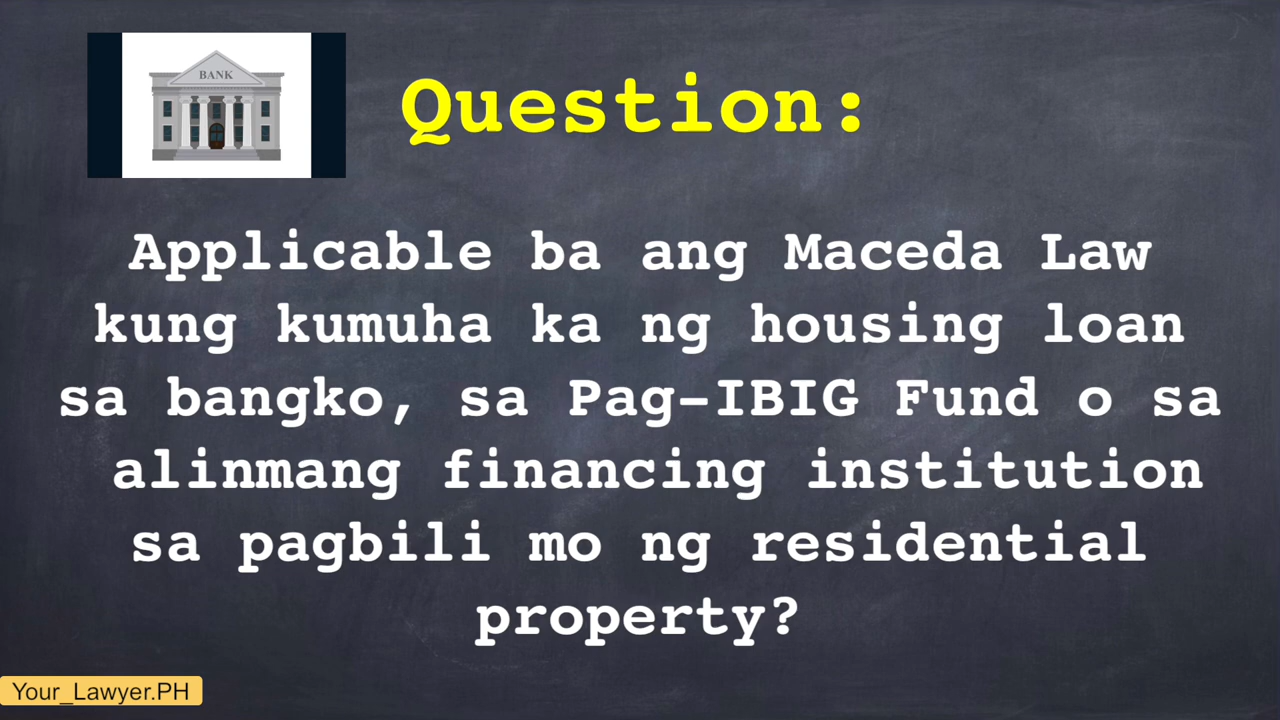 BANK
Question:
Applicable ba ang Maceda Law
kung kumuha ka ng housing loan
sa bangko, sa Pag-IBIG Fund o sa
alinmang financing institution
sa pagbili mo ng residential
property?
Your_Lawyer.PH